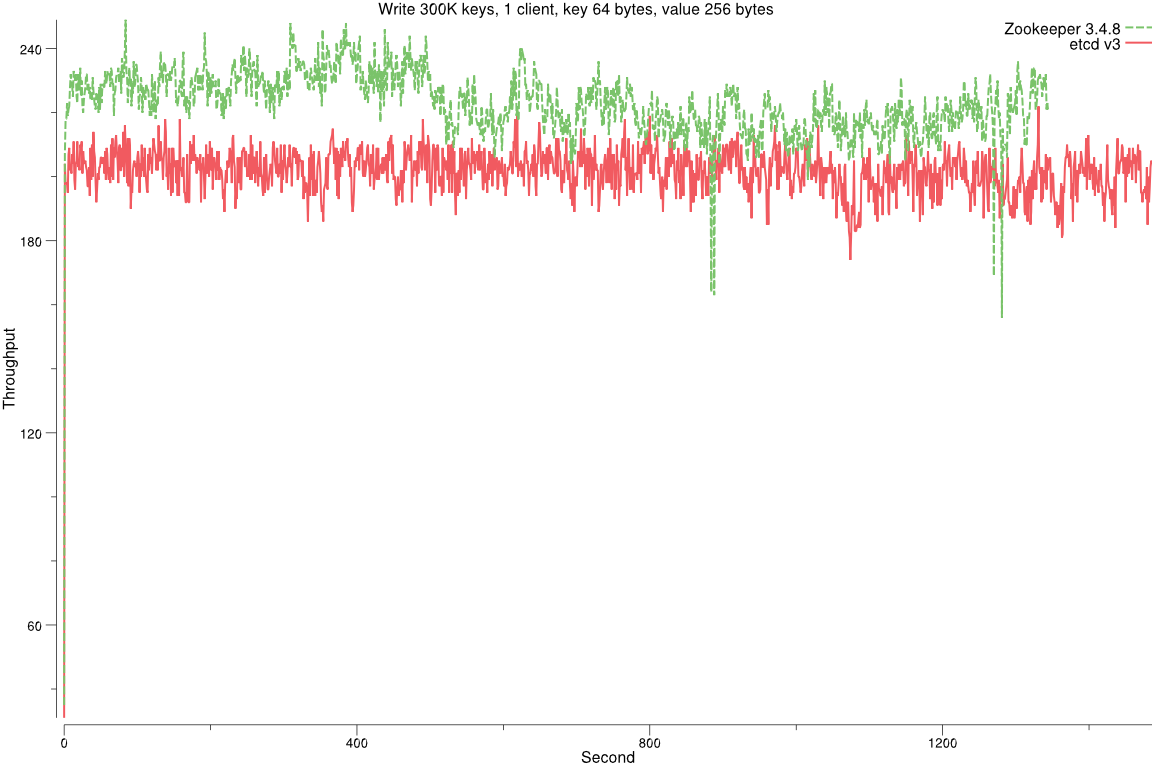 Write 300K keys, 1 client, key 64 bytes, value 256 bytes
Zookeeper 3.4.8
etcd v3
240
180
120
60
Throughput
0 400 800 1200
Second